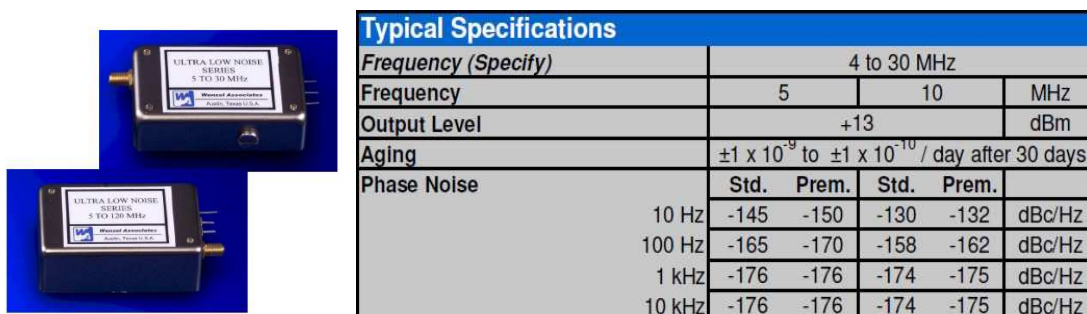 ULTRA LOW NOISE
SERIES
5 TO 30 MHz
Wenzel Associates
Austin, Texas U.S.A.
ULTRA LOW NOISE
SERIES
5 TO 120 MHz
Wenzel Associates
Austin, Texas U.S.A.
Typical Specifications
Frequency (Specify) 4 to 30 MHz
Frequency 5 10 MHz
Output Level +13 dBm
Aging ±1 x 10⁻⁹ to ±1 x 10⁻¹⁰ / day after 30 days
Phase Noise Std. Prem. Std. Prem.
10 Hz -145 -150 -130 -132 dBc/Hz
100 Hz -165 -170 -158 -162 dBc/Hz
1 kHz -176 -176 -174 -175 dBc/Hz
10 kHz -176 -176 -174 -175 dBc/Hz